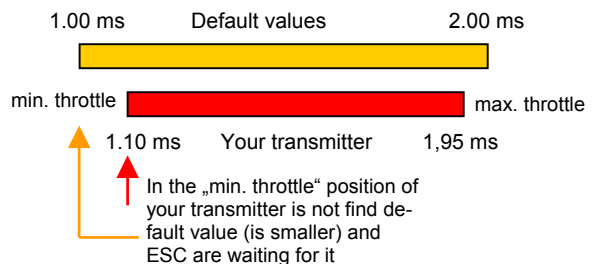 1.00 ms Default values 2.00 ms
min. throttle max. throttle
1.10 ms Your transmitter 1,95 ms
In the „min. throttle“ position of
your transmitter is not find de-
fault value (is smaller) and
ESC are waiting for it